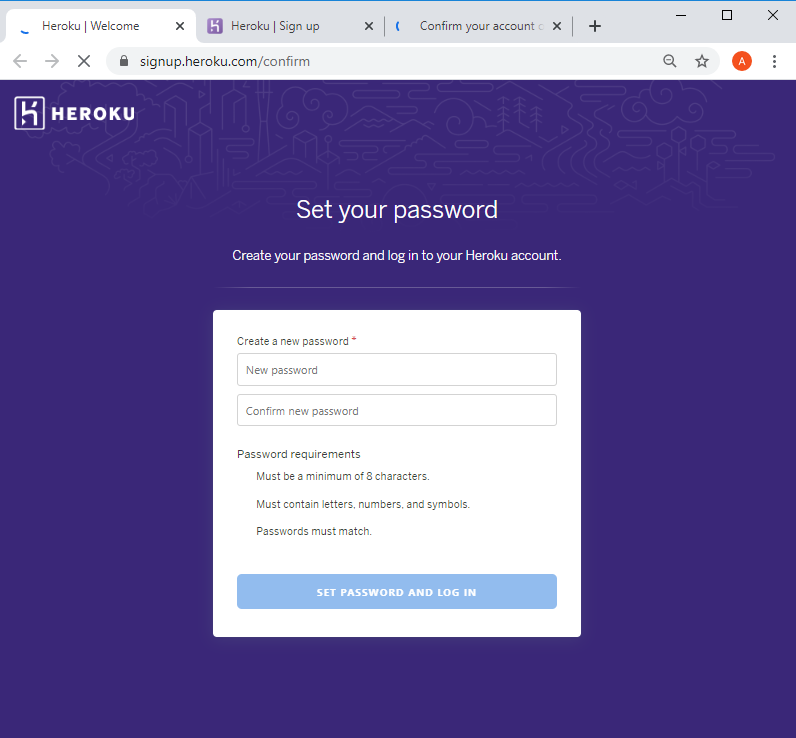 Heroku | Welcome
Heroku | Sign up
Confirm your account
signup.heroku.com/confirm
A
HEROKU
Set your password
Create your password and log in to your Heroku account.
Create a new password *
New password
Confirm new password
Password requirements
Must be a minimum of 8 characters.
Must contain letters, numbers, and symbols.
Passwords must match.
SET PASSWORD AND LOG IN